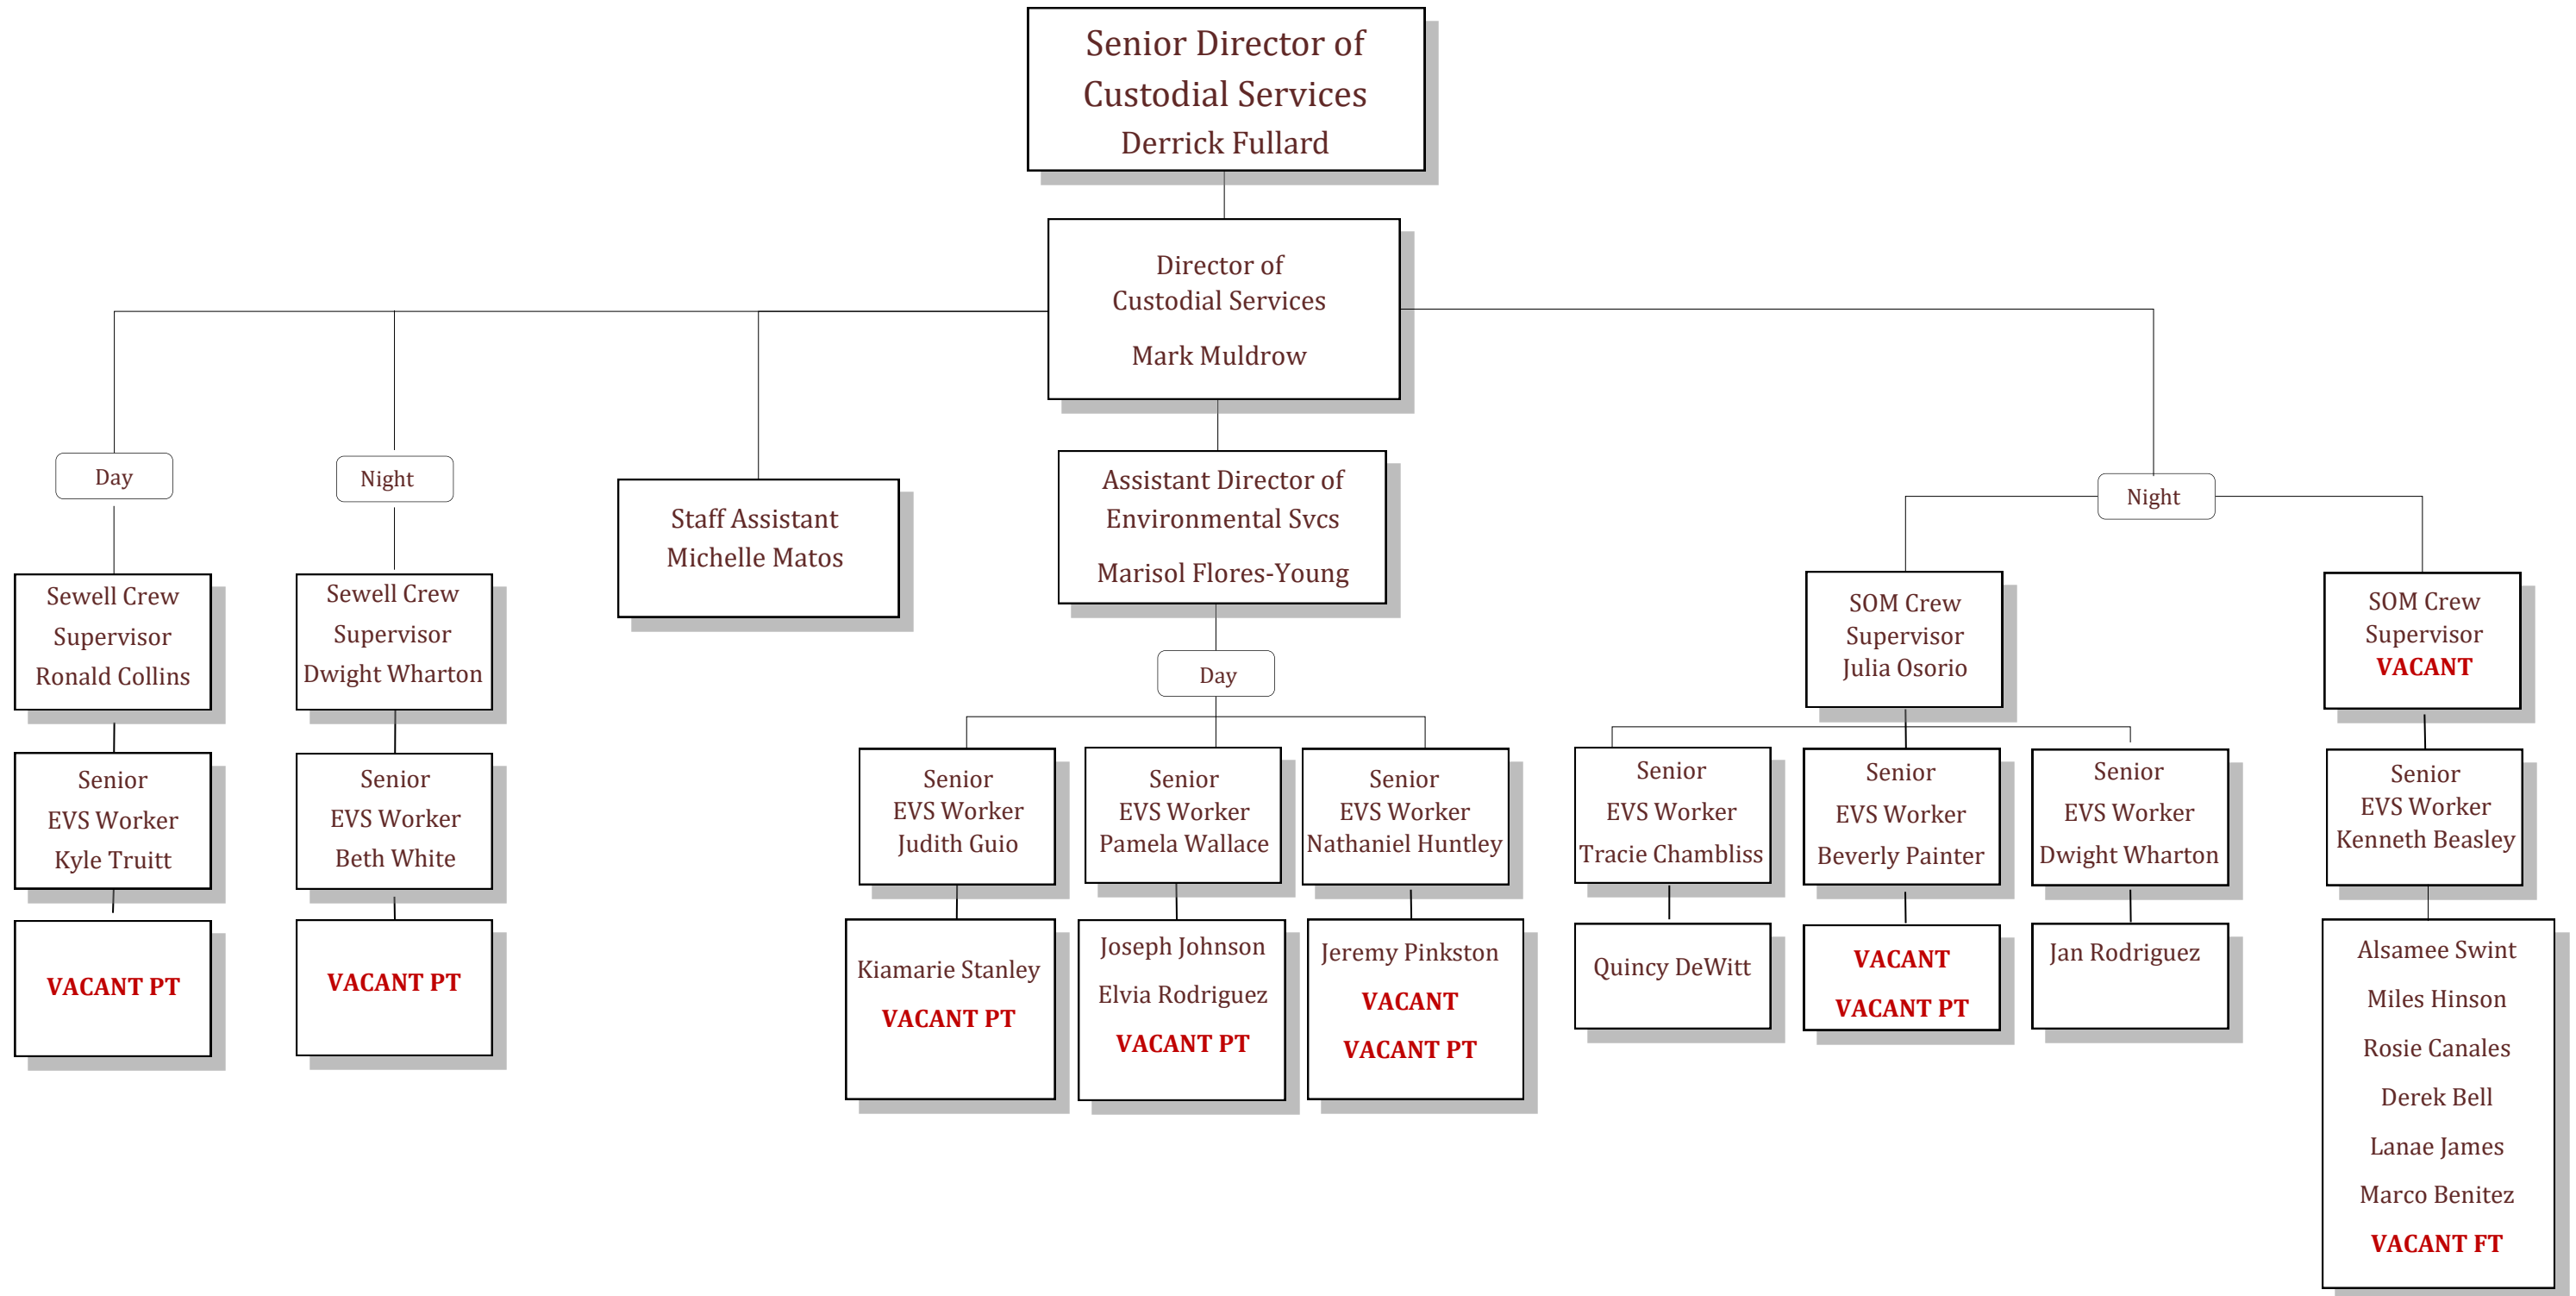 Senior Director of
Custodial Services
Derrick Fullard
Director of
Custodial Services
Mark Muldrow
Day
Night
Staff Assistant
Michelle Matos
Assistant Director of
Environmental Svcs
Marisol Flores-Young
Night
Sewell Crew
Supervisor
Ronald Collins
Sewell Crew
Supervisor
Dwight Wharton
Day
SOM Crew
Supervisor
Julia Osorio
SOM Crew
Supervisor
VACANT
Senior
EVS Worker
Kyle Truitt
Senior
EVS Worker
Beth White
Senior
EVS Worker
Judith Guio
Senior
EVS Worker
Pamela Wallace
Senior
EVS Worker
Nathaniel Huntley
Senior
EVS Worker
Tracie Chambliss
Senior
EVS Worker
Beverly Painter
Senior
EVS Worker
Dwight Wharton
Senior
EVS Worker
Kenneth Beasley
VACANT PT
VACANT PT
Kiamarie Stanley
VACANT PT
Joseph Johnson
Elvia Rodriguez
VACANT PT
Jeremy Pinkston
VACANT
VACANT PT
Quincy DeWitt
VACANT
VACANT PT
Jan Rodriguez
Alsamee Swint
Miles Hinson
Rosie Canales
Derek Bell
Lanae James
Marco Benitez
VACANT FT